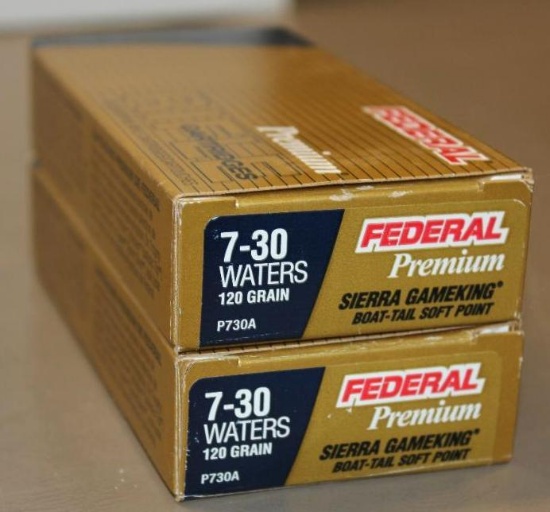 FEDERAL
Premium
CARTRIDGES
7-30
WATERS
120 GRAIN
P730A
FEDERAL
Premium
SIERRA GAMEKING®
BOAT-TAIL SOFT POINT
7-30
WATERS
120 GRAIN
P730A
FEDERAL
Premium
SIERRA GAMEKING®
BOAT-TAIL SOFT POINT